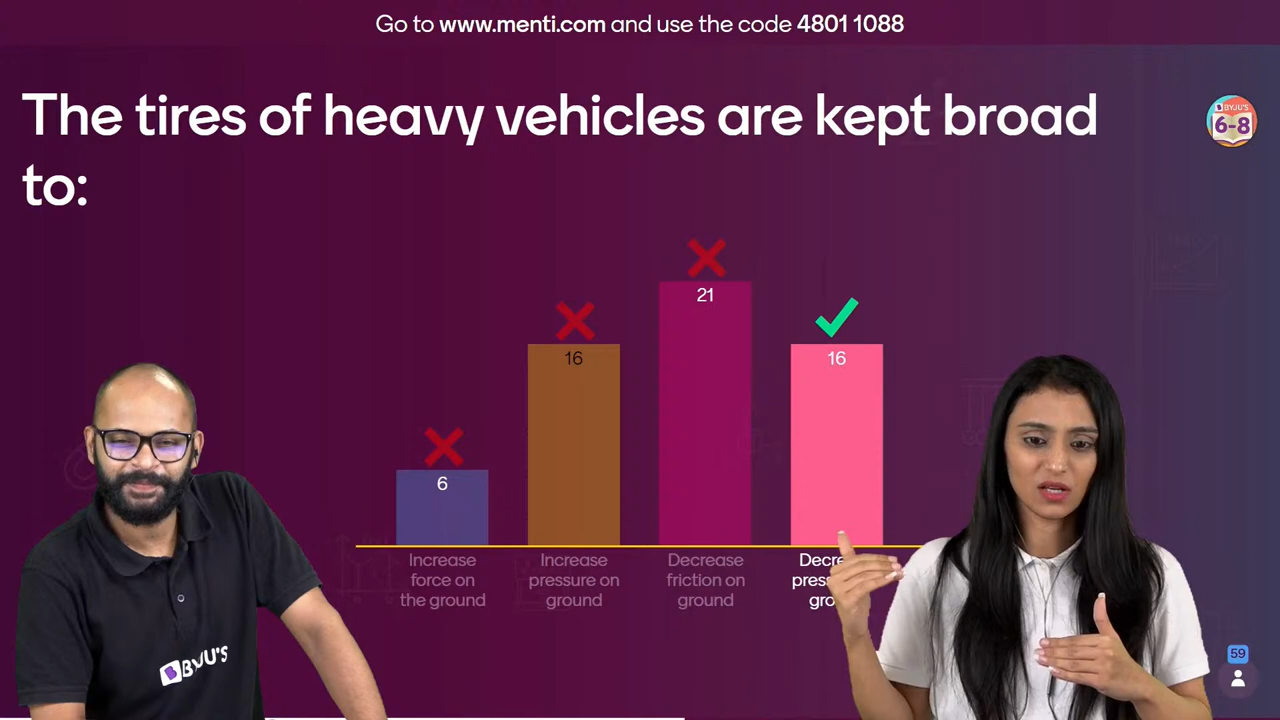 Go to www.menti.com and use the code 4801 1088
The tires of heavy vehicles are kept broad
to:
BYJU'S
6-8
21
16
16
6
Increase
force on
the ground
Increase
pressure on
ground
Decrease
friction on
ground
BYJU'S
59